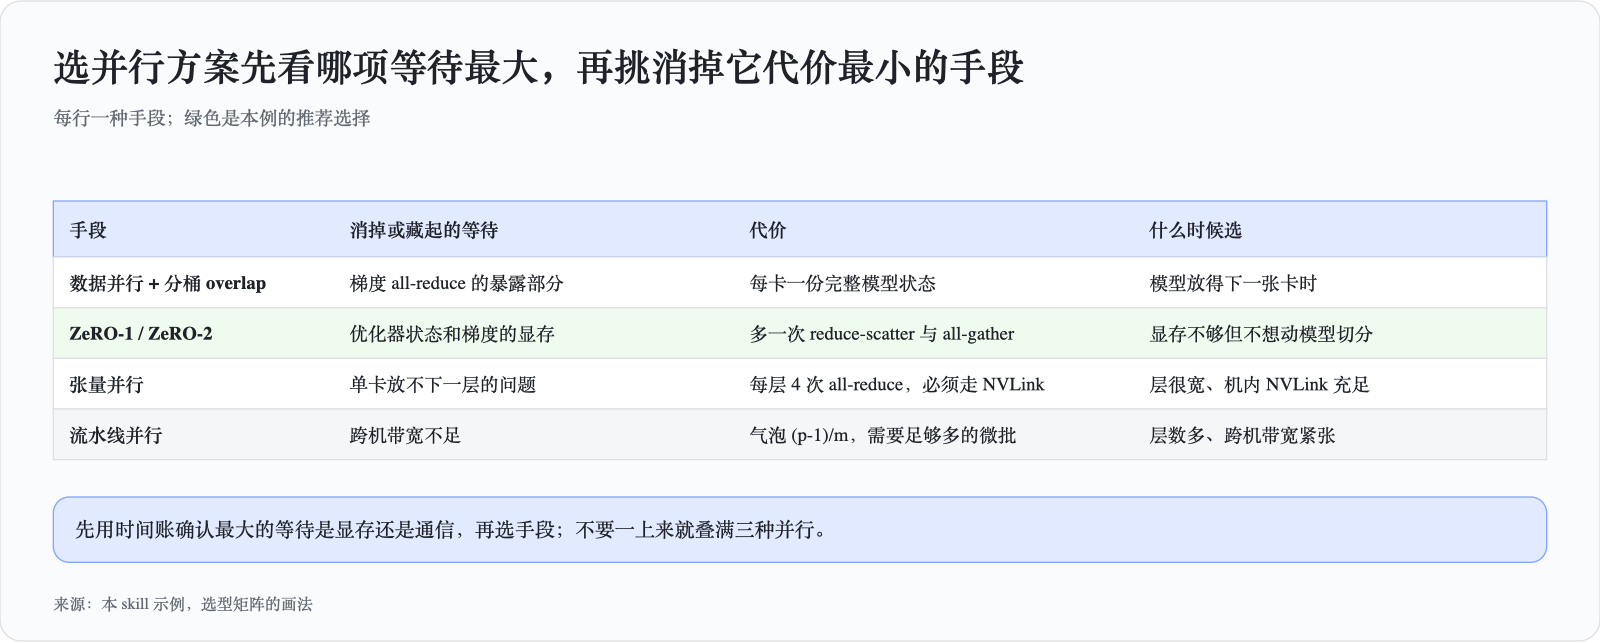 选并行方案先看哪项等待最大，再挑消掉它代价最小的手段
每行一种手段；绿色是本例的推荐选择
手段 消掉或藏起的等待 代价 什么时候选
数据并行 + 分桶 overlap 梯度 all-reduce 的暴露部分 每卡一份完整模型状态 模型放得下一张卡时
ZeRO-1 / ZeRO-2 优化器状态和梯度的显存 多一次 reduce-scatter 与 all-gather 显存不够但不想动模型切分
张量并行 单卡放不下一层的问题 每层 4 次 all-reduce，必须走 NVLink 层很宽、机内 NVLink 充足
流水线并行 跨机带宽不足 气泡 (p-1)/m，需要足够多的微批 层数多、跨机带宽紧张
先用时间账确认最大的等待是显存还是通信，再选手段；不要一上来就叠满三种并行。
来源：本 skill 示例，选型矩阵的画法